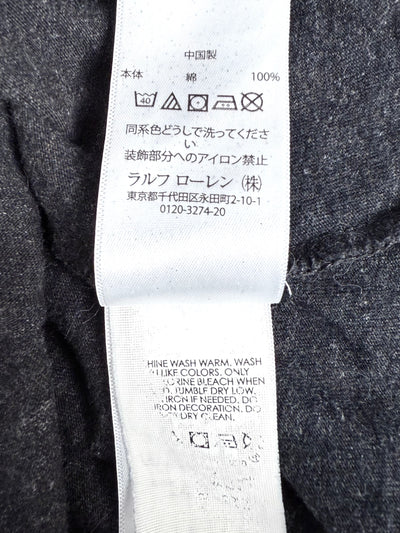 中国製
本体 綿 100%
40
同系色どうしで洗ってくださ
い
装飾部分へのアイロン禁止
ラルフ ローレン (株)
東京都千代田区永田町2-10-1
0120-3274-20
HINE WASH WARM. WASH
LIKE COLORS. ONLY
RINE BLEACH WHEN
D. TUMBLE DRY LOW.
IRON IF NEEDED. DO
IRON DECORATION. DO
DRY CLEAN.